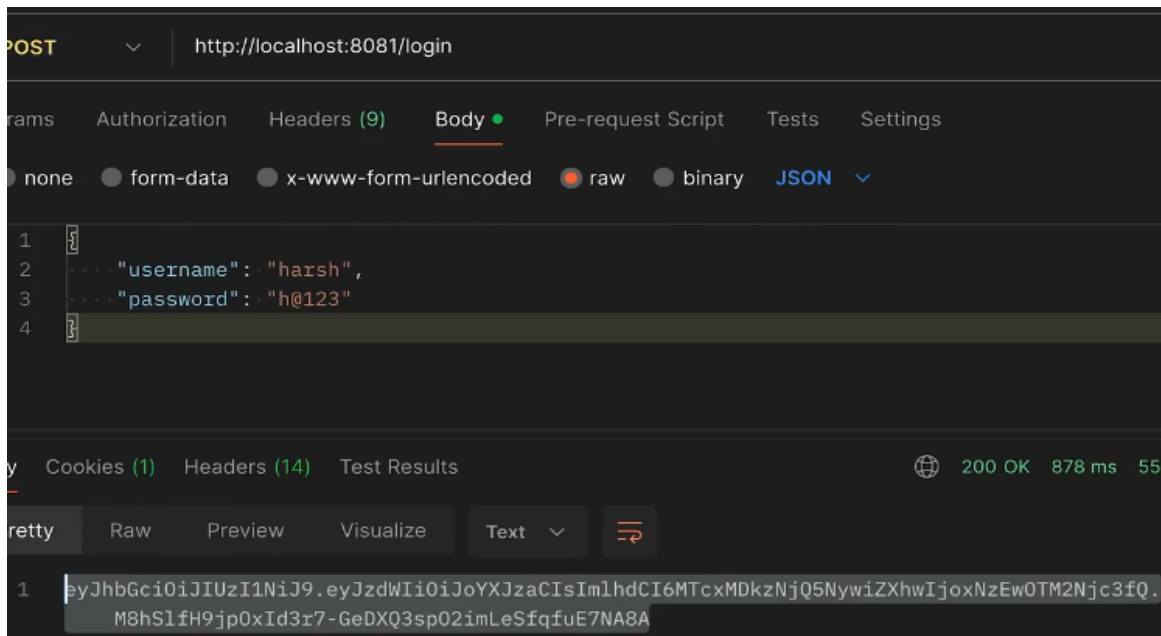 POST http://localhost:8081/login
rams Authorization Headers (9) Body Pre-request Script Tests Settings
none form-data x-www-form-urlencoded raw binary JSON
1 {
2 "username": "harsh",
3 "password": "h@123"
4 }
y Cookies (1) Headers (14) Test Results 200 OK 878 ms 55
retty Raw Preview Visualize Text
1 eyJhbGciOiJIUzI1NiJ9.eyJzdWIiOiJoYXJzaCIsImlhdCI6MTcxMDkzNjQ5NywiZXhwIjoxNzEwOTM2Njc3fQ.
M8hSlfH9jpOxId3r7-GeDXQ3spO2imLeSfqfuE7NA8A